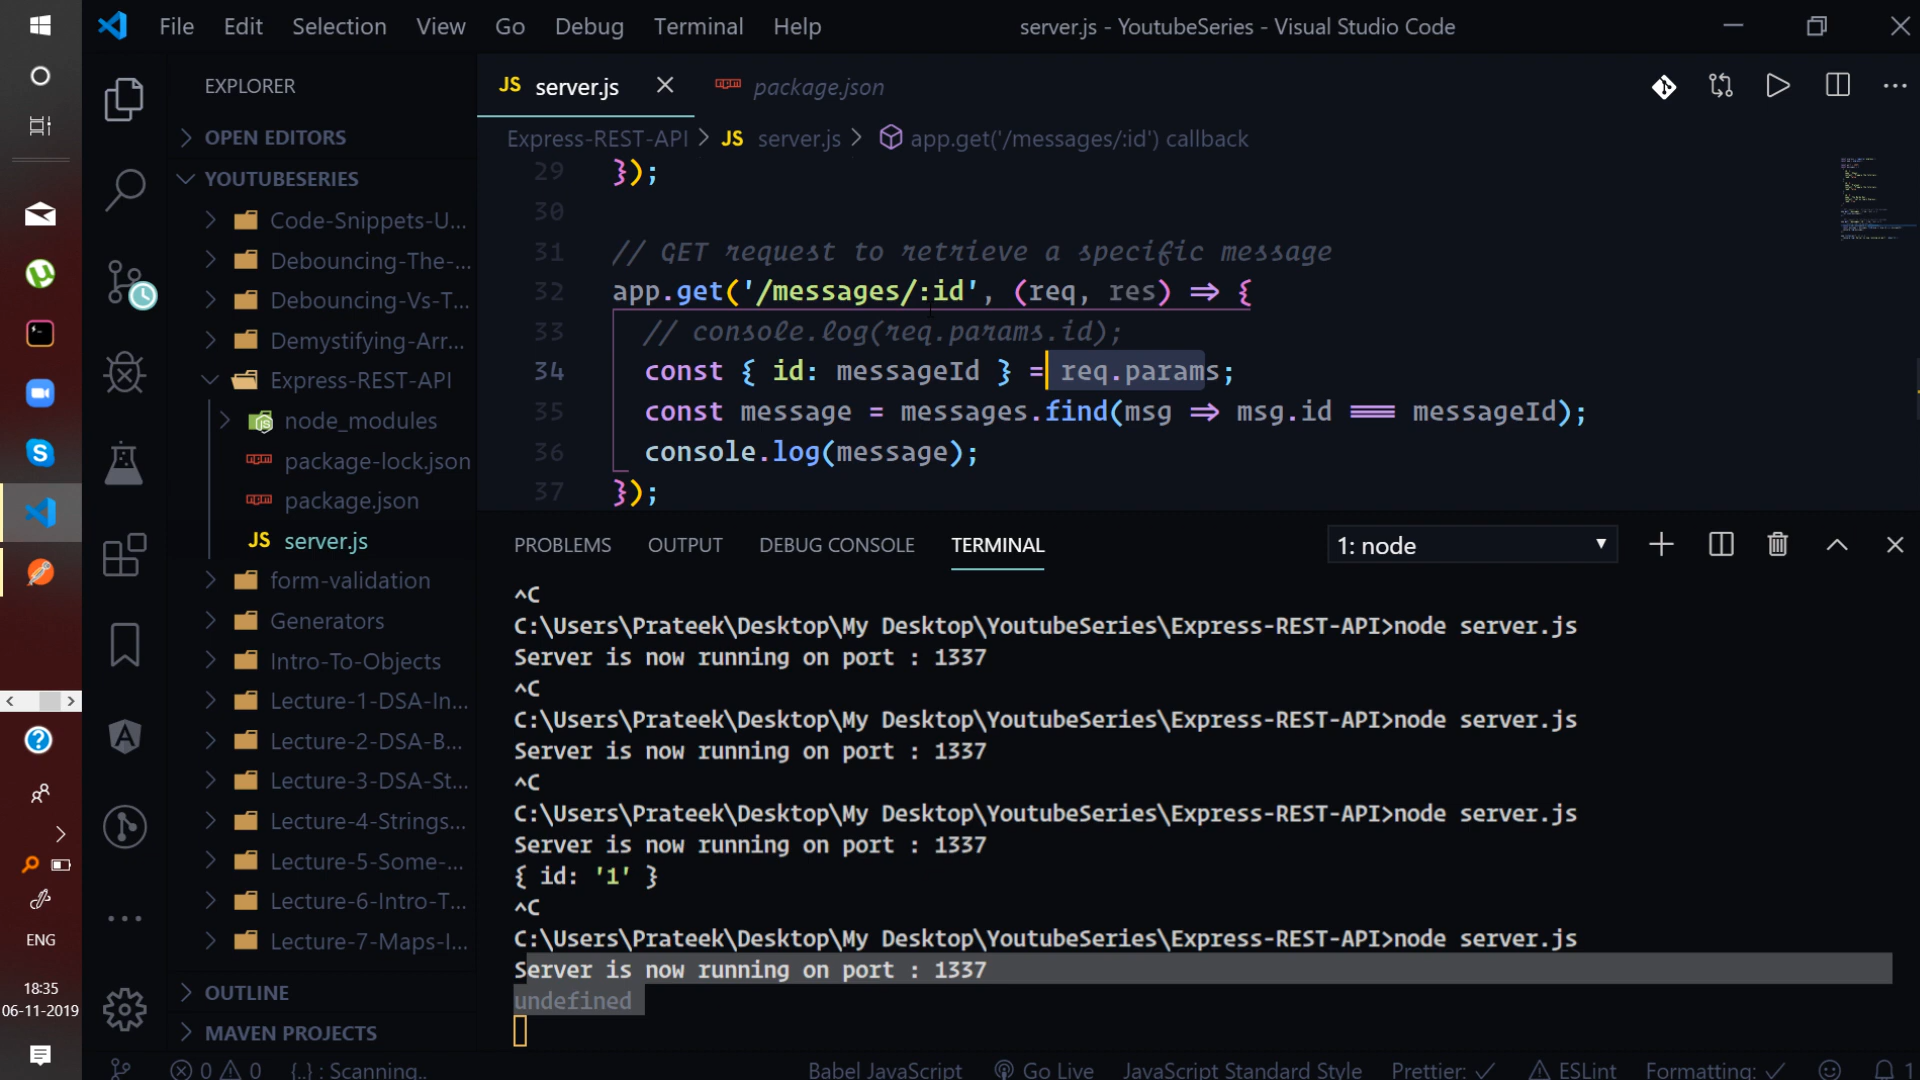 File Edit Selection View Go Debug Terminal Help
server.js - YoutubeSeries - Visual Studio Code
EXPLORER
OPEN EDITORS
YOUTUBESERIES
Code-Snippets-U...
Debouncing-The-...
Debouncing-Vs-T...
Demystifying-Arr...
Express-REST-API
node_modules
package-lock.json
package.json
JS server.js
form-validation
Generators
Intro-To-Objects
Lecture-1-DSA-In...
Lecture-2-DSA-B...
Lecture-3-DSA-St...
Lecture-4-Strings...
Lecture-5-Some-...
Lecture-6-Intro-T...
Lecture-7-Maps-I...
OUTLINE
MAVEN PROJECTS
JS server.js
package.json
Express-REST-API > JS server.js > app.get('/messages/:id') callback
29 });
30
31 // GET request to retrieve a specific message
32 app.get('/messages/:id', (req, res) => {
33 // console.log(req.params.id);
34 const { id: messageId } = req.params;
35 const message = messages.find(msg => msg.id === messageId);
36 console.log(message);
37 });
PROBLEMS OUTPUT DEBUG CONSOLE TERMINAL
1: node
^C
C:\Users\Prateek\Desktop\My Desktop\YoutubeSeries\Express-REST-API>node server.js
Server is now running on port : 1337
^C
C:\Users\Prateek\Desktop\My Desktop\YoutubeSeries\Express-REST-API>node server.js
Server is now running on port : 1337
^C
C:\Users\Prateek\Desktop\My Desktop\YoutubeSeries\Express-REST-API>node server.js
Server is now running on port : 1337
{ id: '1' }
^C
C:\Users\Prateek\Desktop\My Desktop\YoutubeSeries\Express-REST-API>node server.js
Server is now running on port : 1337
undefined
ENG
18:35
06-11-2019
0 0 {..} : Scanning..
Babel JavaScript Go Live JavaScript Standard Style Prettier: ✓ ESLint Formatting: ✓ 1